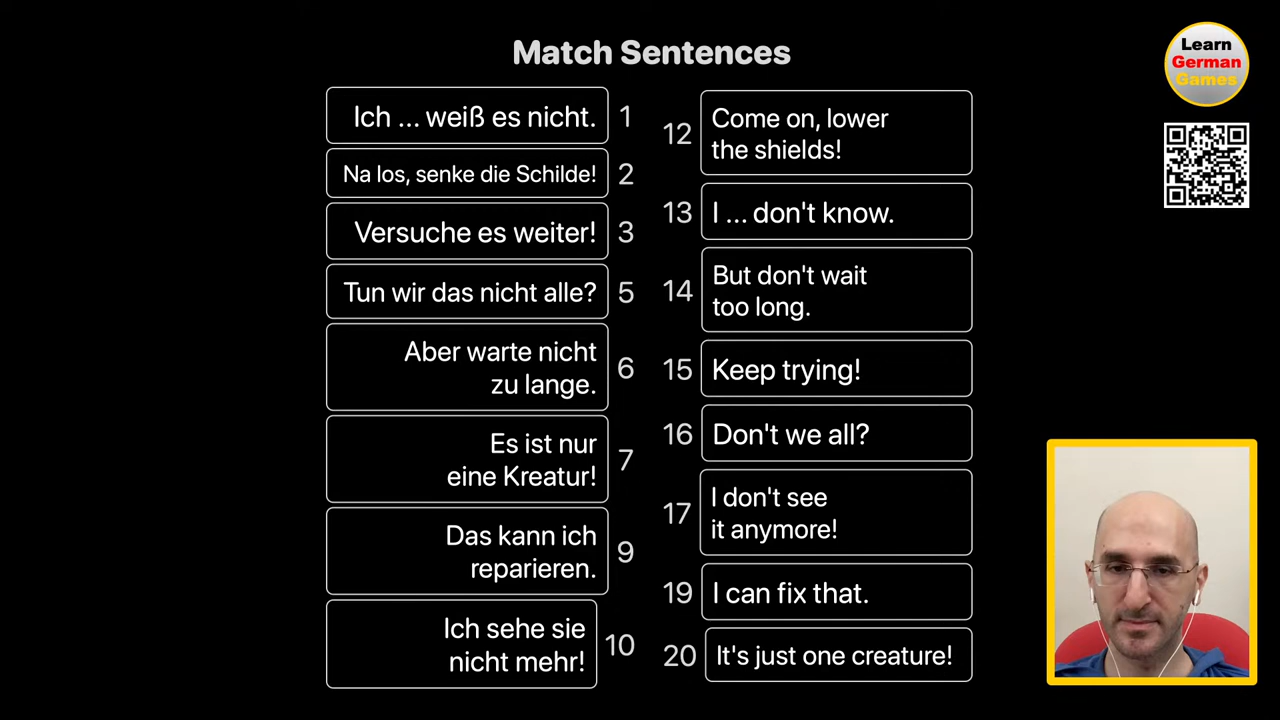 Match Sentences
Learn
German
Games
Ich ... weiß es nicht. 1
Na los, senke die Schilde! 2
Versuche es weiter! 3
Tun wir das nicht alle? 5
Aber warte nicht
zu lange.
6
Es ist nur
eine Kreatur!
7
Das kann ich
reparieren.
9
Ich sehe sie
nicht mehr!
10
12
Come on, lower
the shields!
13 I ... don't know.
14
But don't wait
too long.
15 Keep trying!
16 Don't we all?
17
I don't see
it anymore!
19 I can fix that.
20 It's just one creature!